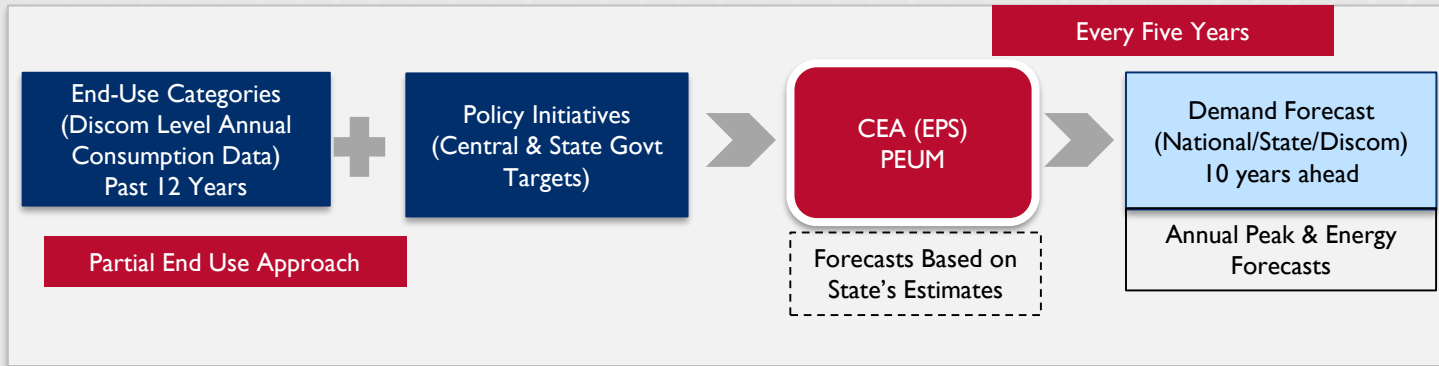 Every Five Years
End-Use Categories
(Discom Level Annual
Consumption Data)
Past 12 Years
Policy Initiatives
(Central & State Govt
Targets)
CEA (EPS)
PEUM
Demand Forecast
(National/State/Discom)
10 years ahead
Partial End Use Approach
Forecasts Based on
State's Estimates
Annual Peak & Energy
Forecasts